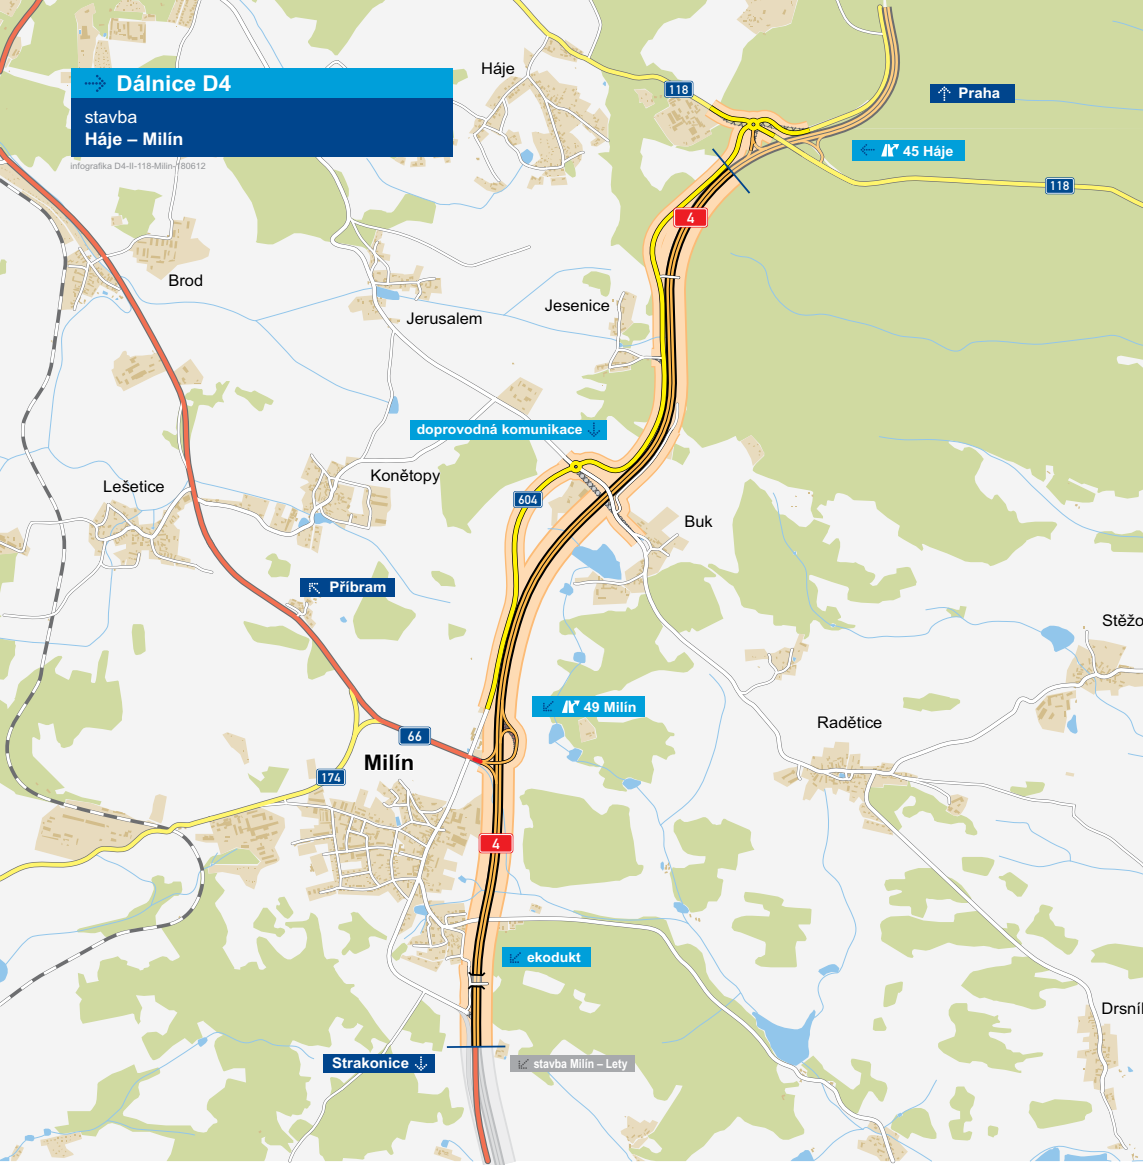 Háje
118
Dálnice D4
Praha
stavba
Háje – Milín
infografika D4-II-118-Milin-180612
45 Háje
118
4
Brod
Jesenice
Jerusalem
doprovodná komunikace
Konětopy
Lešetice
604
Buk
Příbram
Stěžo
49 Milín
Radětice
66
Milín
174
4
ekodukt
Drsní
Strakonice
stavba Milín – Lety